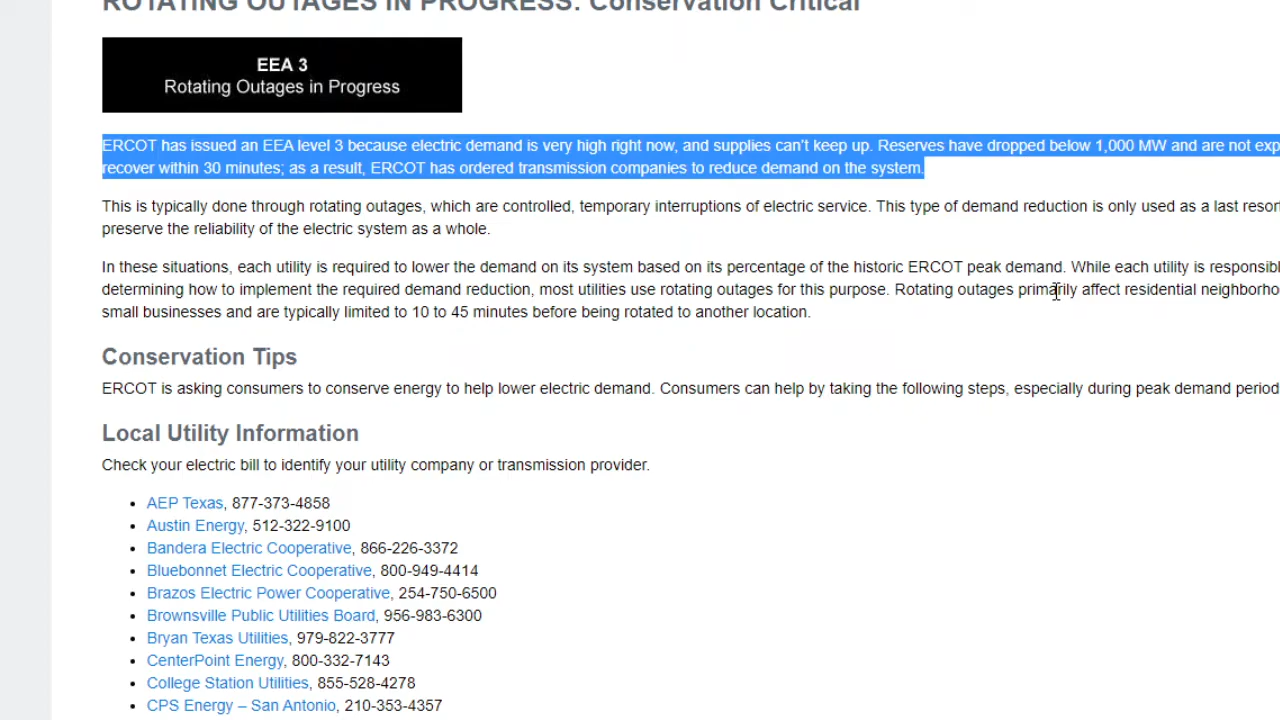 ROTATING OUTAGES IN PROGRESS: Conservation Critical
EEA 3
Rotating Outages in Progress
ERCOT has issued an EEA level 3 because electric demand is very high right now, and supplies can't keep up. Reserves have dropped below 1,000 MW and are not exp
recover within 30 minutes; as a result, ERCOT has ordered transmission companies to reduce demand on the system.
This is typically done through rotating outages, which are controlled, temporary interruptions of electric service. This type of demand reduction is only used as a last resort
preserve the reliability of the electric system as a whole.
In these situations, each utility is required to lower the demand on its system based on its percentage of the historic ERCOT peak demand. While each utility is responsibl
determining how to implement the required demand reduction, most utilities use rotating outages for this purpose. Rotating outages primarily affect residential neighborho
small businesses and are typically limited to 10 to 45 minutes before being rotated to another location.
Conservation Tips
ERCOT is asking consumers to conserve energy to help lower electric demand. Consumers can help by taking the following steps, especially during peak demand period
Local Utility Information
Check your electric bill to identify your utility company or transmission provider.
• AEP Texas, 877-373-4858
• Austin Energy, 512-322-9100
• Bandera Electric Cooperative, 866-226-3372
• Bluebonnet Electric Cooperative, 800-949-4414
• Brazos Electric Power Cooperative, 254-750-6500
• Brownsville Public Utilities Board, 956-983-6300
• Bryan Texas Utilities, 979-822-3777
• CenterPoint Energy, 800-332-7143
• College Station Utilities, 855-528-4278
• CPS Energy – San Antonio, 210-353-4357